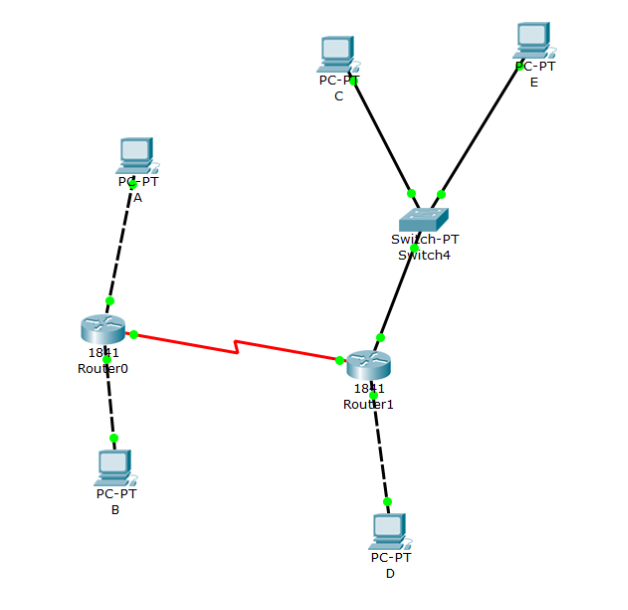 PC-PT
C
PC-PT
E
PC-PT
A
Switch-PT
Switch4
1841
Router0
1841
Router1
PC-PT
B
PC-PT
D